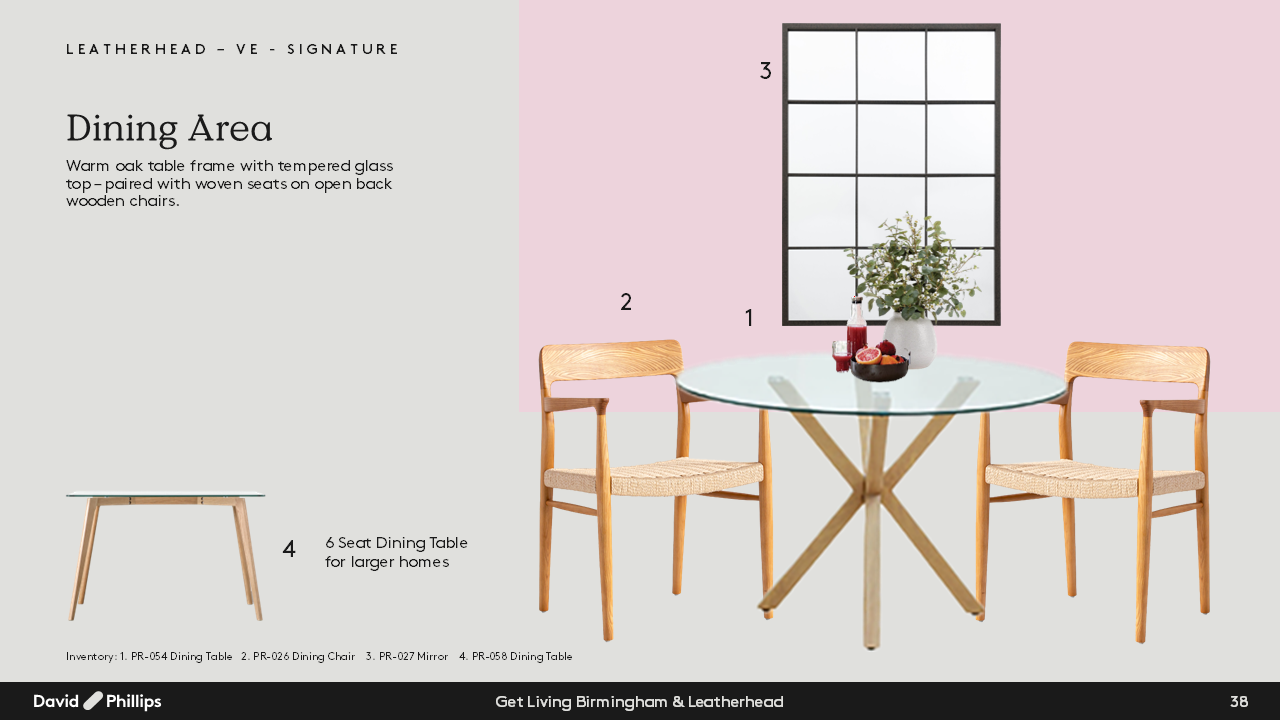 LEATHERHEAD – VE - SIGNATURE
Dining Area
Warm oak table frame with tempered glass
top – paired with woven seats on open back
wooden chairs.
3
2
1
4
6 Seat Dining Table
for larger homes
Inventory: 1. PR-054 Dining Table 2. PR-026 Dining Chair 3. PR-027 Mirror 4. PR-058 Dining Table
David Phillips
Get Living Birmingham & Leatherhead
38